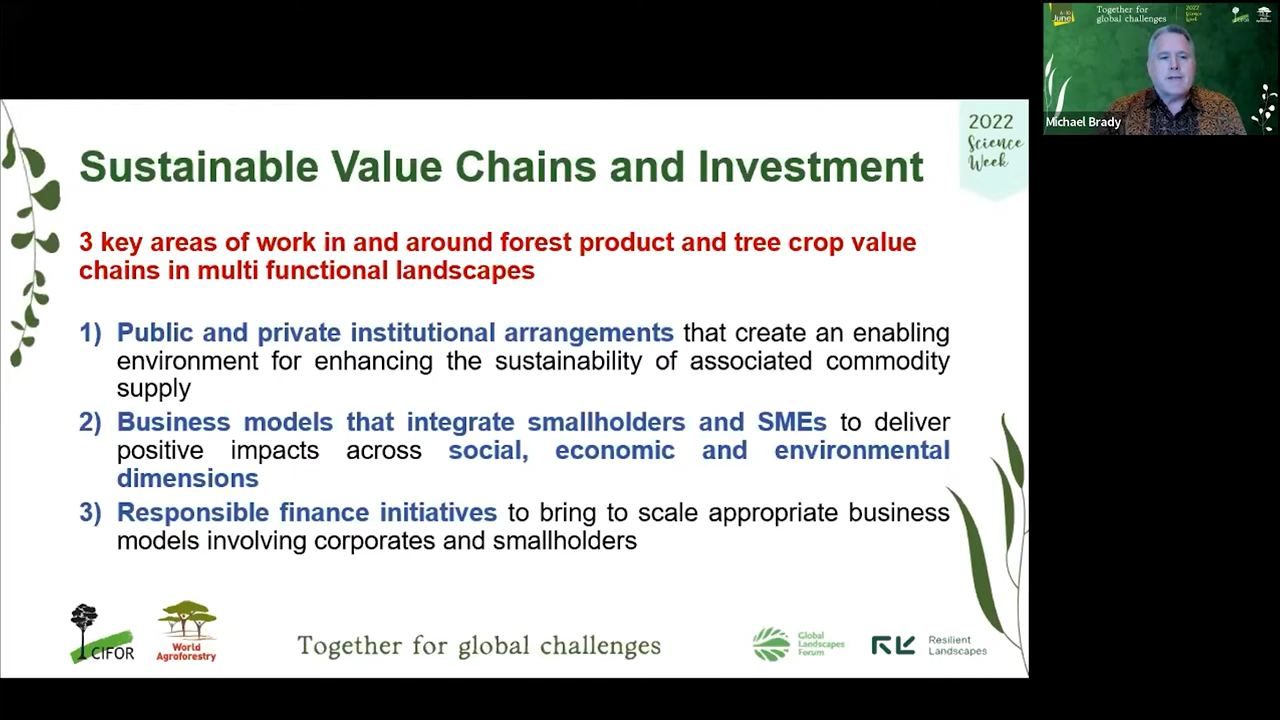 6-10
June
Together for
global challenges
2022
Science
Week
CIFOR
Michael Brady
2022
Science
Week
Sustainable Value Chains and Investment
3 key areas of work in and around forest product and tree crop value
chains in multi functional landscapes
1) Public and private institutional arrangements that create an enabling
environment for enhancing the sustainability of associated commodity
supply
2) Business models that integrate smallholders and SMEs to deliver
positive impacts across social, economic and environmental
dimensions
3) Responsible finance initiatives to bring to scale appropriate business
models involving corporates and smallholders
CIFOR
World
Agroforestry
Together for global challenges
Global
Landscapes
Forum
Resilient
Landscapes